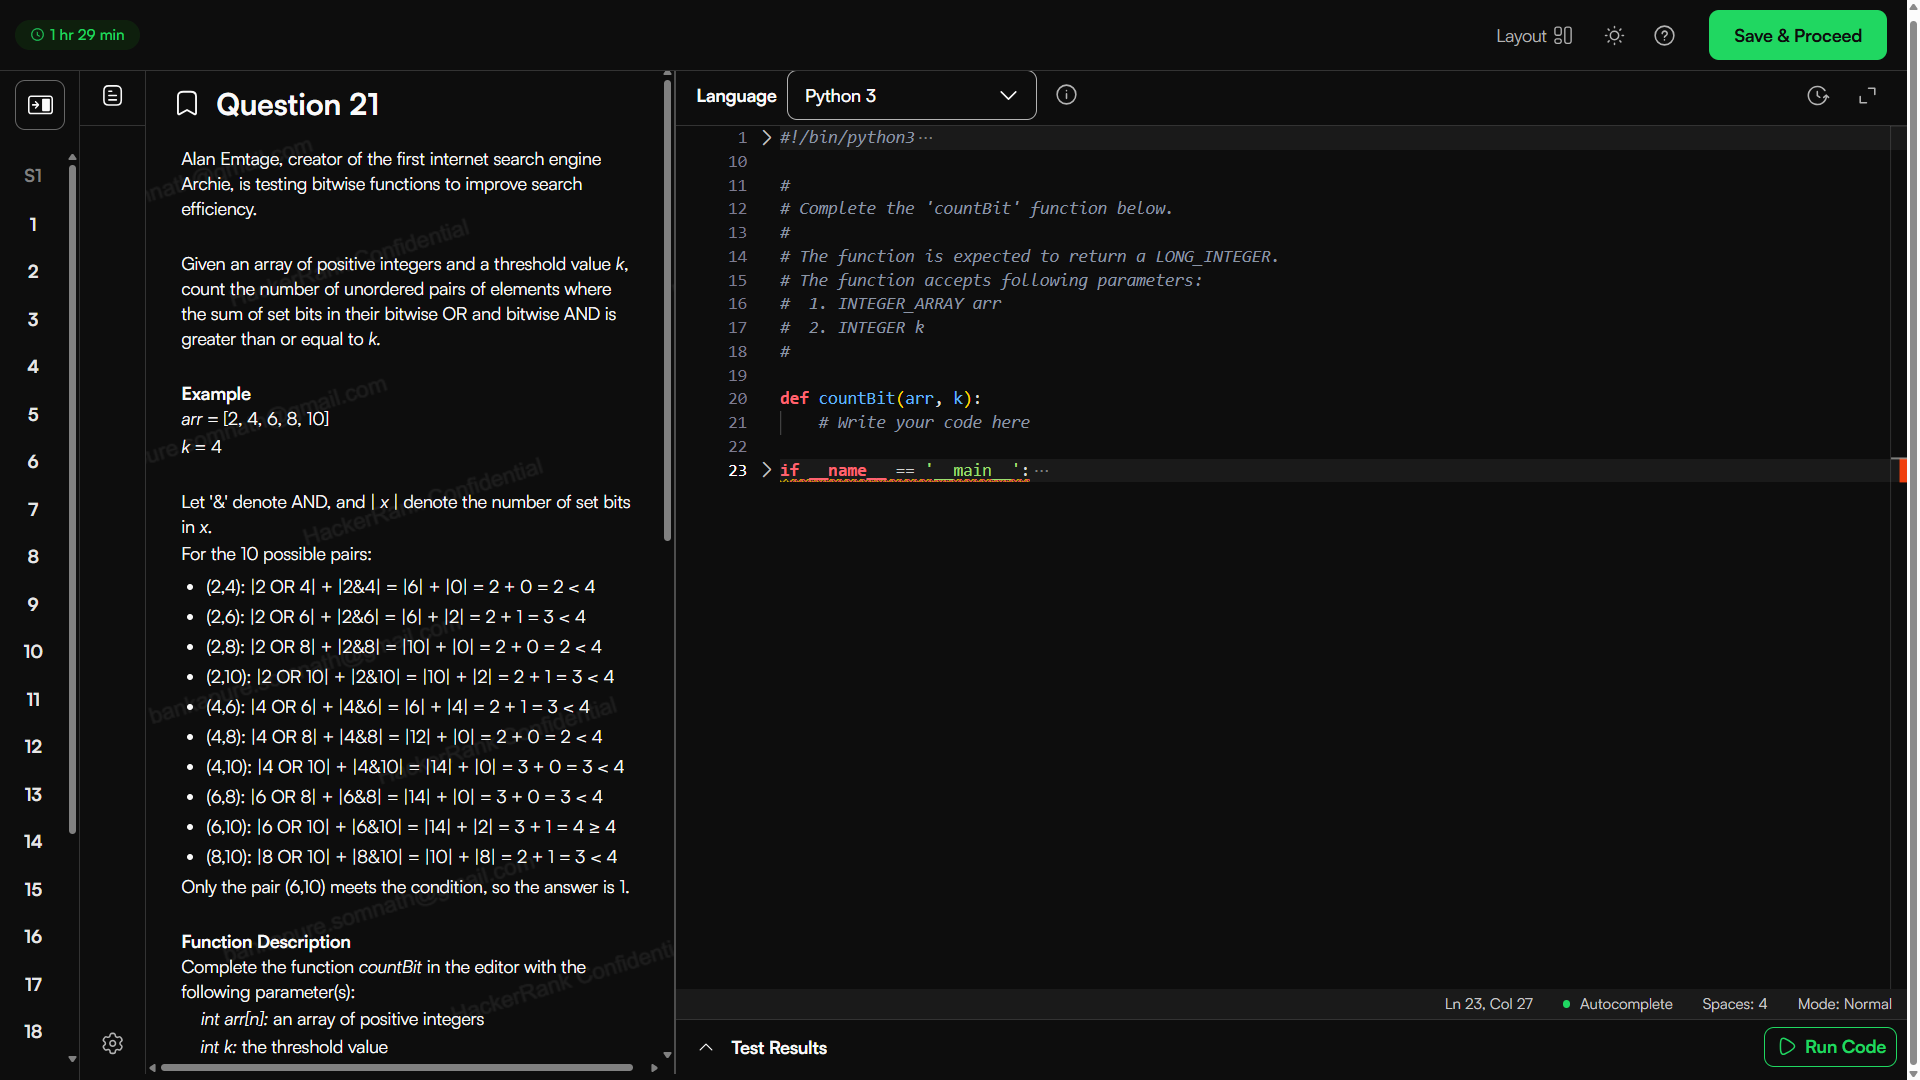 1 hr 29 min
Layout
Save & Proceed
S1
1
2
3
4
5
6
7
8
9
10
11
12
13
14
15
16
17
18
Question 21
Alan Emtage, creator of the first internet search engine
Archie, is testing bitwise functions to improve search
efficiency.
Given an array of positive integers and a threshold value k,
count the number of unordered pairs of elements where
the sum of set bits in their bitwise OR and bitwise AND is
greater than or equal to k.
Example
arr = [2, 4, 6, 8, 10]
k = 4
Let '&' denote AND, and | x | denote the number of set bits
in x.
For the 10 possible pairs:
• (2,4): |2 OR 4| + |2&4| = |6| + |0| = 2 + 0 = 2 < 4
• (2,6): |2 OR 6| + |2&6| = |6| + |2| = 2 + 1 = 3 < 4
• (2,8): |2 OR 8| + |2&8| = |10| + |0| = 2 + 0 = 2 < 4
• (2,10): |2 OR 10| + |2&10| = |10| + |2| = 2 + 1 = 3 < 4
• (4,6): |4 OR 6| + |4&6| = |6| + |4| = 2 + 1 = 3 < 4
• (4,8): |4 OR 8| + |4&8| = |12| + |0| = 2 + 0 = 2 < 4
• (4,10): |4 OR 10| + |4&10| = |14| + |0| = 3 + 0 = 3 < 4
• (6,8): |6 OR 8| + |6&8| = |14| + |0| = 3 + 0 = 3 < 4
• (6,10): |6 OR 10| + |6&10| = |14| + |2| = 3 + 1 = 4 ≥ 4
• (8,10): |8 OR 10| + |8&10| = |10| + |8| = 2 + 1 = 3 < 4
Only the pair (6,10) meets the condition, so the answer is 1.
Function Description
Complete the function countBit in the editor with the
following parameter(s):
int arr[n]: an array of positive integers
int k: the threshold value
HackerRank Confidential
Language
Python 3
1 #!/bin/python3 ...
10
11 #
12 # Complete the 'countBit' function below.
13 #
14 # The function is expected to return a LONG_INTEGER.
15 # The function accepts following parameters:
16 #  1. INTEGER_ARRAY arr
17 #  2. INTEGER k
18 #
19
20 def countBit(arr, k):
21     # Write your code here
22
23 if __name__ == '__main__': ...
Ln 23, Col 27
Autocomplete
Spaces: 4
Mode: Normal
Test Results
Run Code